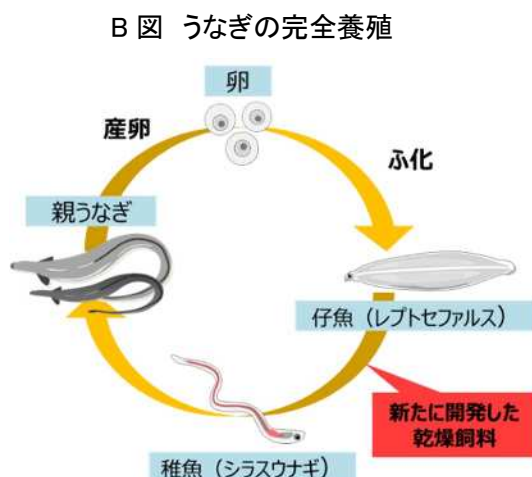 B 図 うなぎの完全養殖
卵
産卵
ふ化
親うなぎ
仔魚（レプトセファルス）
新たに開発した
乾燥飼料
稚魚（シラスウナギ）